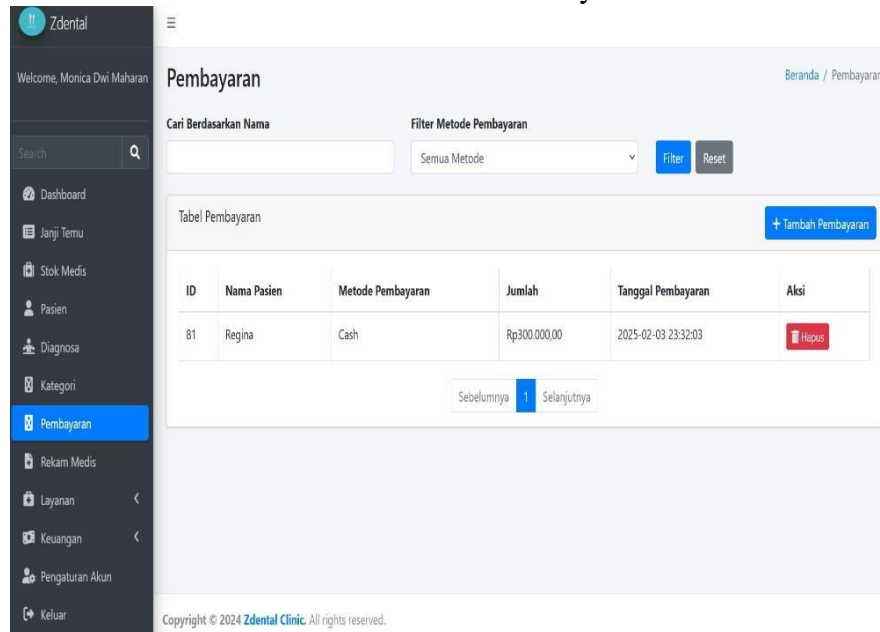 Zdental
Welcome, Monica Dwi Maharan
Search
Dashboard
Janji Temu
Stok Medis
Pasien
Diagnosa
Kategori
Pembayaran
Rekam Medis
Layanan
Keuangan
Pengaturan Akun
Keluar
Pembayaran
Beranda / Pembayaran
Cari Berdasarkan Nama
Filter Metode Pembayaran
Semua Metode
Filter
Reset
Tabel Pembayaran
+ Tambah Pembayaran
ID Nama Pasien Metode Pembayaran Jumlah Tanggal Pembayaran Aksi
81 Regina Cash Rp300.000,00 2025-02-03 23:32:03 Hapus
Sebelumnya 1 Selanjutnya
Copyright © 2024 Zdental Clinic. All rights reserved.